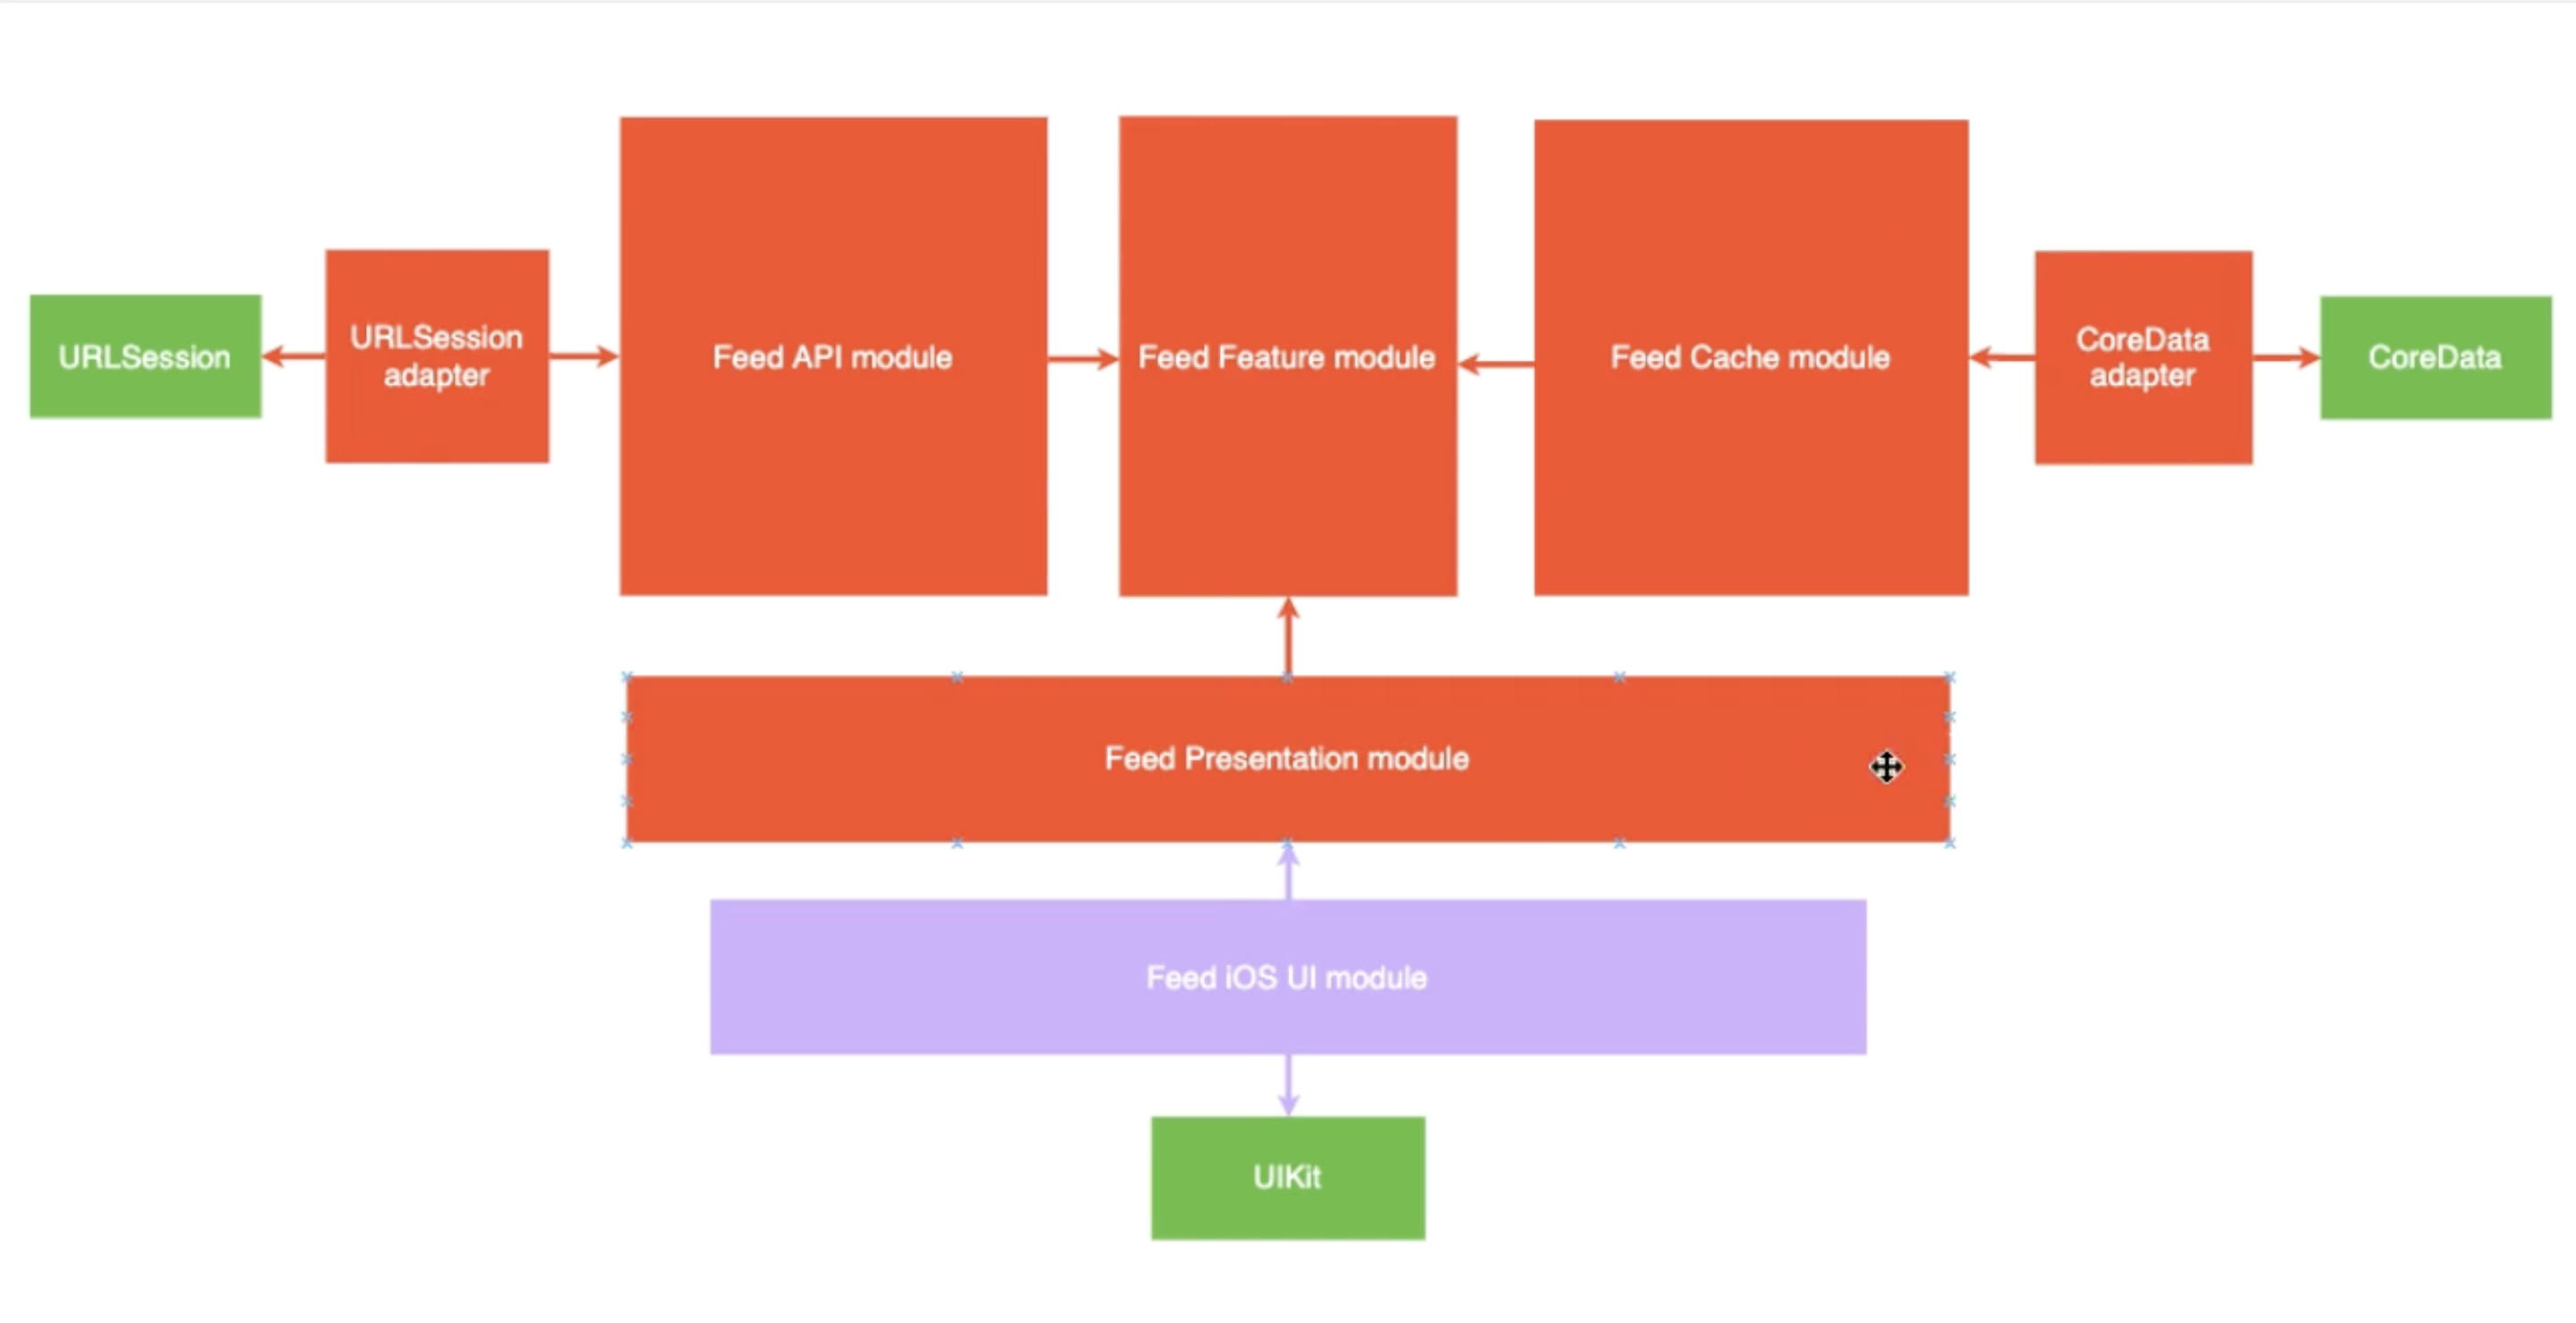 URLSession
URLSession
adapter
Feed API module
Feed Feature module
Feed Cache module
CoreData
adapter
CoreData
Feed Presentation module
Feed iOS UI module
UIKit